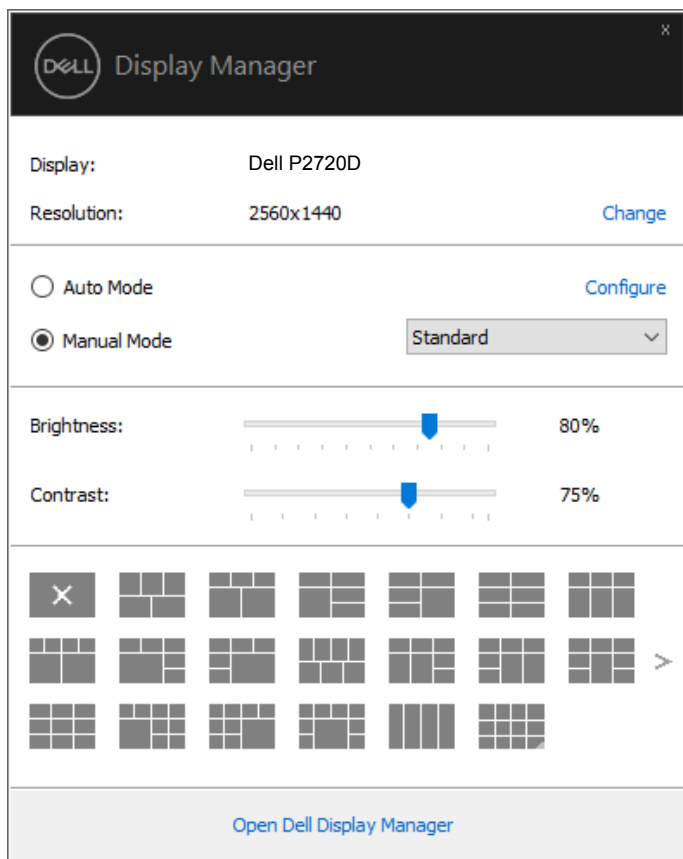 x
DELL Display Manager
Display: Dell P2720D
Resolution: 2560x1440 Change
Auto Mode Configure
Manual Mode Standard
Brightness: 80%
Contrast: 75%
Open Dell Display Manager